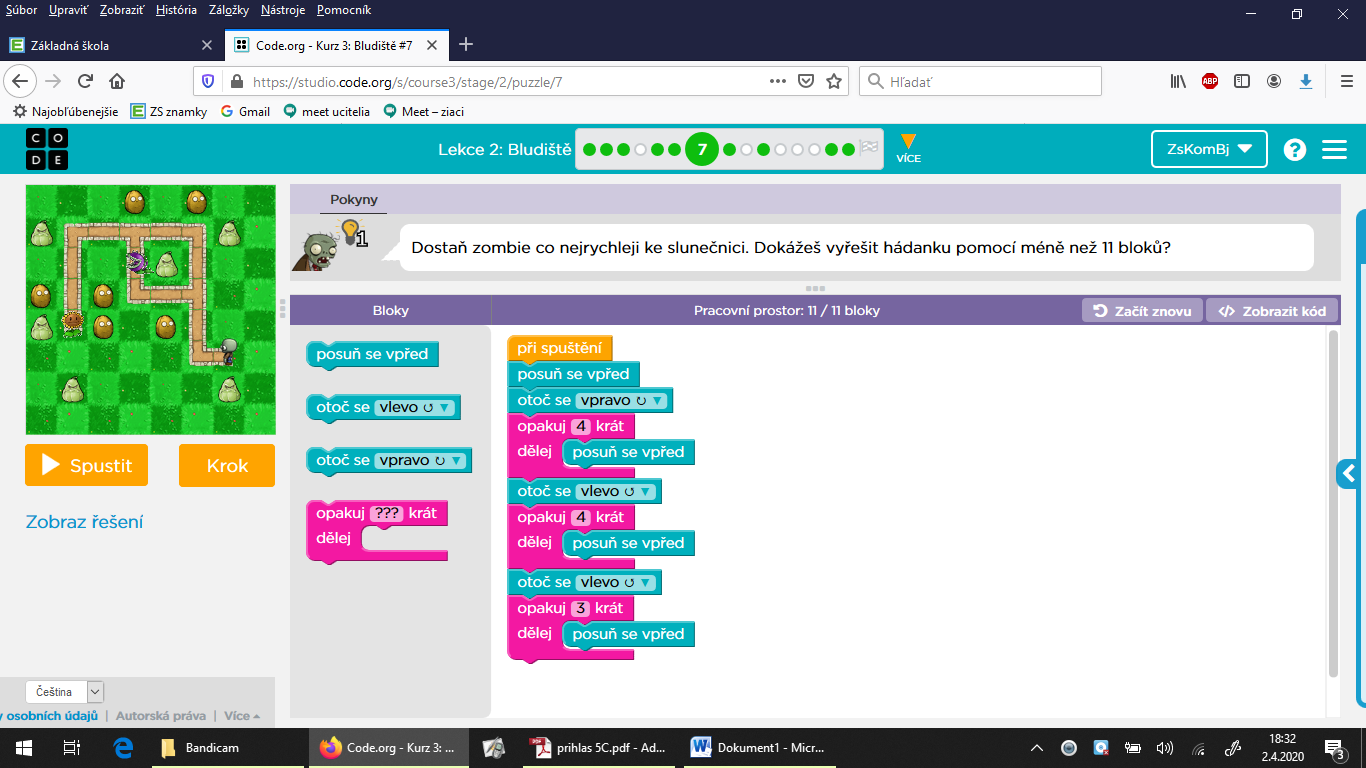 Súbor Upraviť Zobraziť História Záložky Nástroje Pomocník
Základná škola
Code.org - Kurz 3: Bludiště #7
https://studio.code.org/s/course3/stage/2/puzzle/7
Hľadať
ABP
Najobľúbenejšie ZS znamky Gmail meet ucitelia Meet – ziaci
C O
D E
Lekce 2: Bludiště
7
VÍCE
ZsKomBj
?
Pokyny
1
Dostaň zombie co nejrychleji ke slunečnici. Dokážeš vyřešit hádanku pomocí méně než 11 bloků?
Bloky
Pracovní prostor: 11 / 11 bloky
Začít znovu
Zobrazit kód
posuň se vpřed
otoč se vlevo ↺ ▼
otoč se vpravo ↻ ▼
opakuj ??? krát
dělej
při spuštění
posuň se vpřed
otoč se vpravo ↻ ▼
opakuj 4 krát
dělej posuň se vpřed
otoč se vlevo ↺ ▼
opakuj 4 krát
dělej posuň se vpřed
otoč se vlevo ↺ ▼
opakuj 3 krát
dělej posuň se vpřed
Spustit
Krok
Zobraz řešení
Čeština
y osobních údajů | Autorská práva | Více
Bandicam
Code.org - Kurz 3: ...
prihlas 5C.pdf - Ad...
Dokument1 - Micr...
18:32
2.4.2020
3